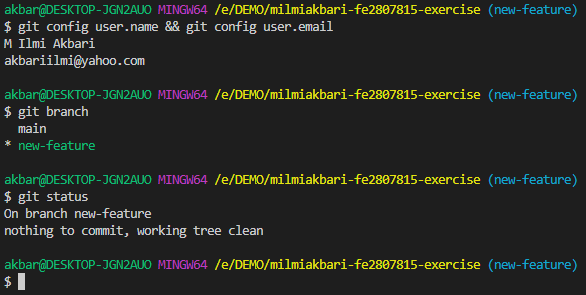 akbar@DESKTOP-JGN2AUO MINGW64 /e/DEMO/milmiakbari-fe2807815-exercise (new-feature)
$ git config user.name && git config user.email
M Ilmi Akbari
akbariilmi@yahoo.com
akbar@DESKTOP-JGN2AUO MINGW64 /e/DEMO/milmiakbari-fe2807815-exercise (new-feature)
$ git branch
  main
* new-feature
akbar@DESKTOP-JGN2AUO MINGW64 /e/DEMO/milmiakbari-fe2807815-exercise (new-feature)
$ git status
On branch new-feature
nothing to commit, working tree clean
akbar@DESKTOP-JGN2AUO MINGW64 /e/DEMO/milmiakbari-fe2807815-exercise (new-feature)
$